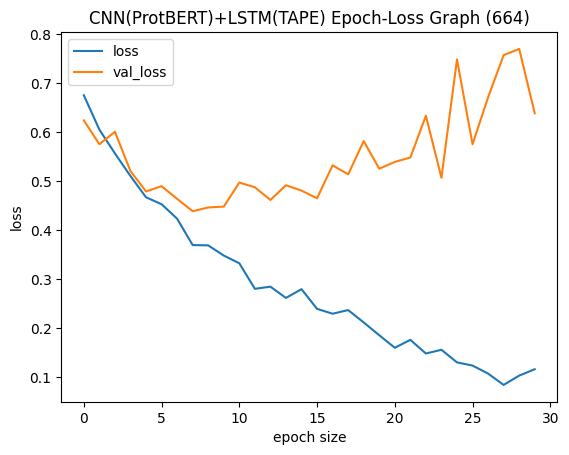 CNN(ProtBERT)+LSTM(TAPE) Epoch-Loss Graph (664)
loss
val_loss
0.8
0.7
0.6
0.5
0.4
0.3
0.2
0.1
loss
0 5 10 15 20 25 30
epoch size